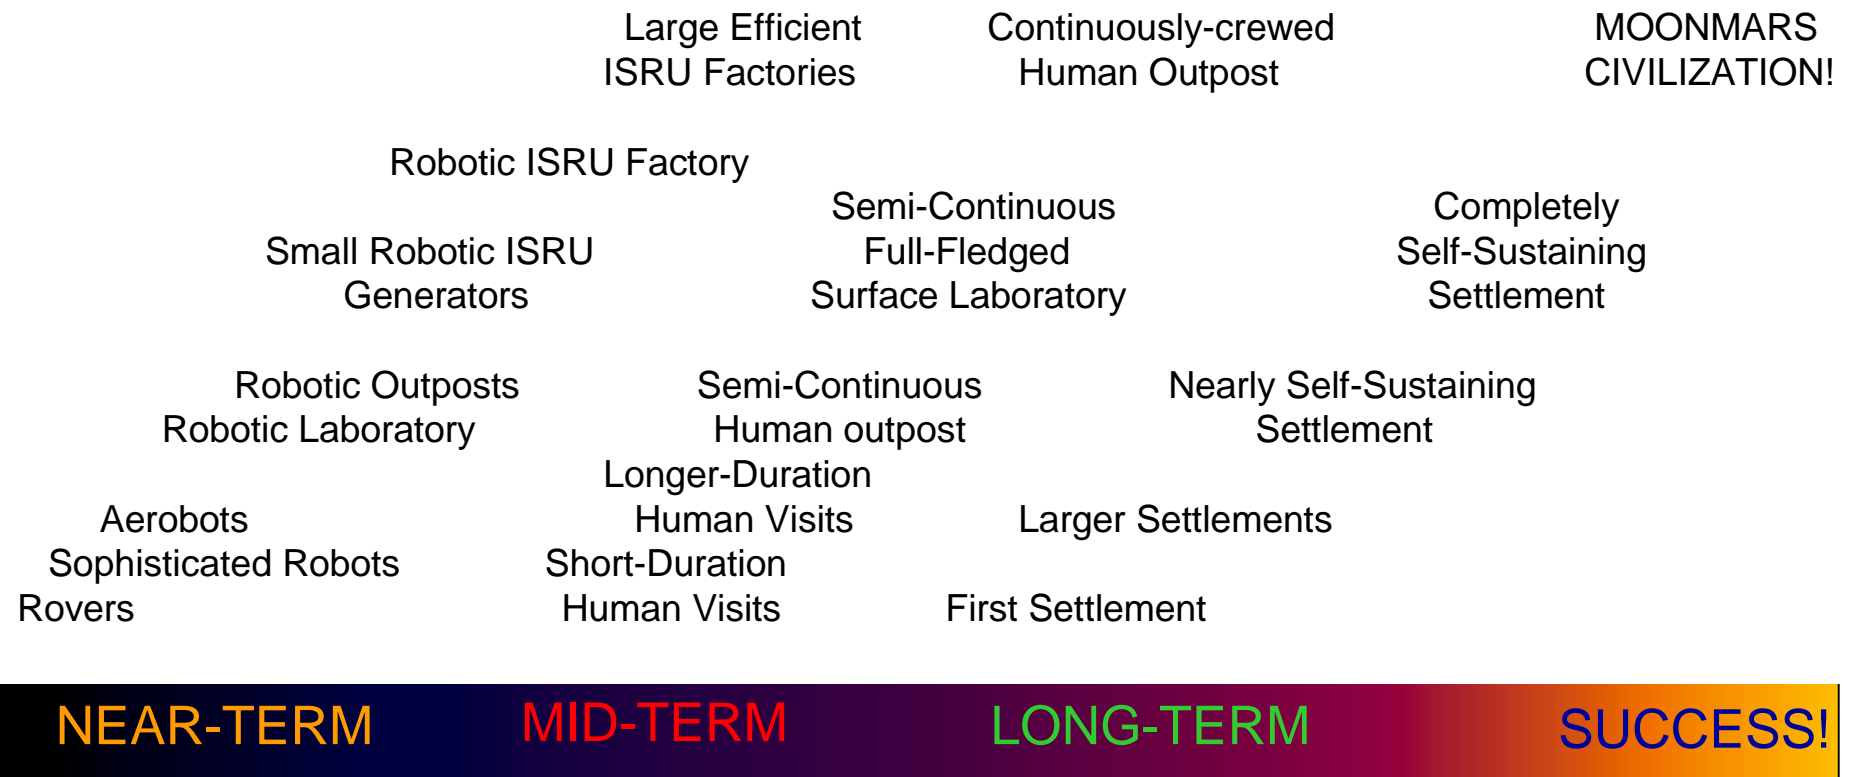 Large Efficient
ISRU Factories
Continuously-crewed
Human Outpost
MOONMARS
CIVILIZATION!
Robotic ISRU Factory
Semi-Continuous
Full-Fledged
Surface Laboratory
Completely
Self-Sustaining
Settlement
Small Robotic ISRU
Generators
Robotic Outposts
Robotic Laboratory
Semi-Continuous
Human outpost
Nearly Self-Sustaining
Settlement
Longer-Duration
Human Visits
Aerobots
Larger Settlements
Sophisticated Robots
Short-Duration
Human Visits
Rovers
First Settlement
NEAR-TERM
MID-TERM
LONG-TERM
SUCCESS!